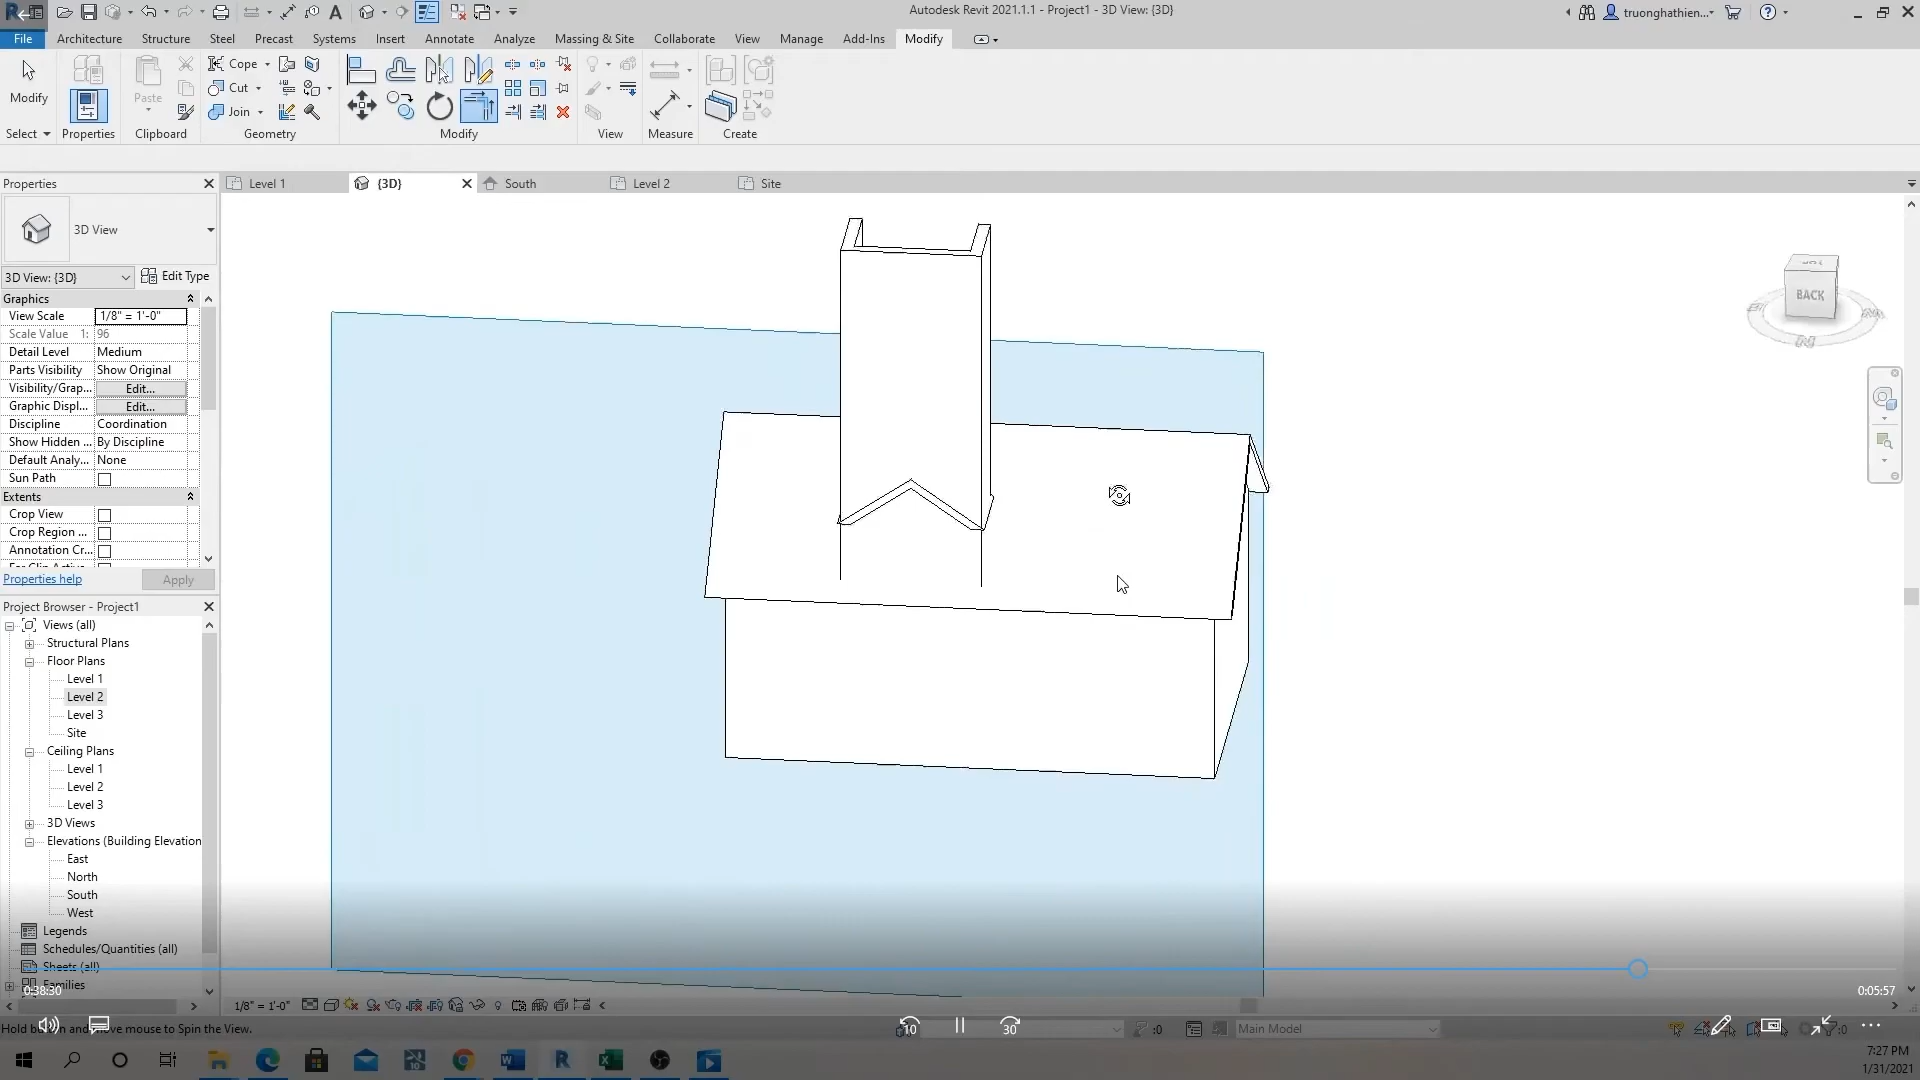 Autodesk Revit 2021.1.1 - Project1 - 3D View: {3D}
truonghathien...
File Architecture Structure Steel Precast Systems Insert Annotate Analyze Massing & Site Collaborate View Manage Add-Ins Modify
Modify
Paste
Cope
Cut
Join
Select Properties Clipboard Geometry Modify View Measure Create
Properties
Level 1 {3D} South Level 2 Site
3D View
3D View: {3D} Edit Type
Graphics
View Scale 1/8" = 1'-0"
Scale Value 1: 96
Detail Level Medium
Parts Visibility Show Original
Visibility/Grap... Edit...
Graphic Displ... Edit...
Discipline Coordination
Show Hidden ... By Discipline
Default Analy... None
Sun Path
Extents
Crop View
Crop Region ...
Annotation Cr...
Properties help Apply
Project Browser - Project1
Views (all)
Structural Plans
Floor Plans
Level 1
Level 2
Level 3
Site
Ceiling Plans
Level 1
Level 2
Level 3
3D Views
Elevations (Building Elevation
East
North
South
West
Legends
Schedules/Quantities (all)
Sheets (all)
Families
BACK
N
0:38:30
0:05:57
1/8" = 1'-0"
10 30
:0 Main Model :0
7:27 PM
1/31/2021